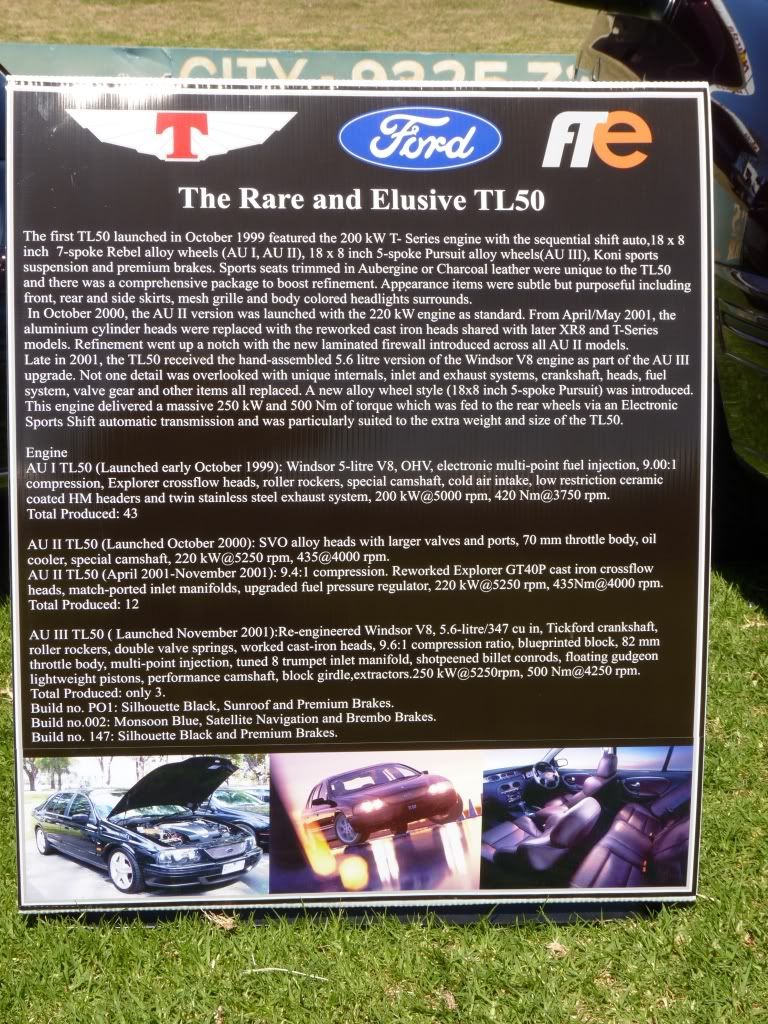 CITY - 9325 7
T
Ford
fTe
The Rare and Elusive TL50
The first TL50 launched in October 1999 featured the 200 kW T- Series engine with the sequential shift auto,18 x 8
inch 7-spoke Rebel alloy wheels (AU I, AU II), 18 x 8 inch 5-spoke Pursuit alloy wheels(AU III), Koni sports
suspension and premium brakes. Sports seats trimmed in Aubergine or Charcoal leather were unique to the TL50
and there was a comprehensive package to boost refinement. Appearance items were subtle but purposeful including
front, rear and side skirts, mesh grille and body colored headlights surrounds.
In October 2000, the AU II version was launched with the 220 kW engine as standard. From April/May 2001, the
aluminium cylinder heads were replaced with the reworked cast iron heads shared with later XR8 and T-Series
models. Refinement went up a notch with the new laminated firewall introduced across all AU II models.
Late in 2001, the TL50 received the hand-assembled 5.6 litre version of the Windsor V8 engine as part of the AU III
upgrade. Not one detail was overlooked with unique internals, inlet and exhaust systems, crankshaft, heads, fuel
system, valve gear and other items all replaced. A new alloy wheel style (18x8 inch 5-spoke Pursuit) was introduced.
This engine delivered a massive 250 kW and 500 Nm of torque which was fed to the rear wheels via an Electronic
Sports Shift automatic transmission and was particularly suited to the extra weight and size of the TL50.
Engine
AU I TL50 (Launched early October 1999): Windsor 5-litre V8, OHV, electronic multi-point fuel injection, 9.00:1
compression, Explorer crossflow heads, roller rockers, special camshaft, cold air intake, low restriction ceramic
coated HM headers and twin stainless steel exhaust system, 200 kW@5000 rpm, 420 Nm@3750 rpm.
Total Produced: 43
AU II TL50 (Launched October 2000): SVO alloy heads with larger valves and ports, 70 mm throttle body, oil
cooler, special camshaft, 220 kW@5250 rpm, 435@4000 rpm.
AU II TL50 (April 2001-November 2001): 9.4:1 compression. Reworked Explorer GT40P cast iron crossflow
heads, match-ported inlet manifolds, upgraded fuel pressure regulator, 220 kW@5250 rpm, 435Nm@4000 rpm.
Total Produced: 12
AU III TL50 ( Launched November 2001):Re-engineered Windsor V8, 5.6-litre/347 cu in, Tickford crankshaft,
roller rockers, double valve springs, worked cast-iron heads, 9.6:1 compression ratio, blueprinted block, 82 mm
throttle body, multi-point injection, tuned 8 trumpet inlet manifold, shotpeened billet conrods, floating gudgeon
lightweight pistons, performance camshaft, block girdle,extractors.250 kW@5250rpm, 500 Nm@4250 rpm.
Total Produced: only 3.
Build no. PO1: Silhouette Black, Sunroof and Premium Brakes.
Build no.002: Monsoon Blue, Satellite Navigation and Brembo Brakes.
Build no. 147: Silhouette Black and Premium Brakes.